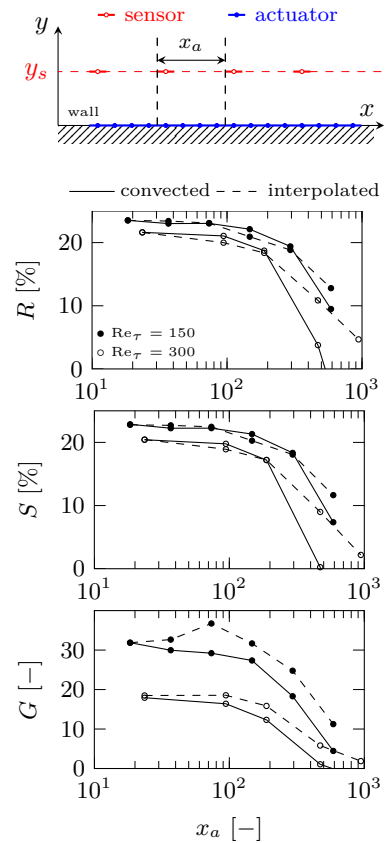 y
sensor
actuator
x_a
y_s
wall
x
convected
interpolated
R [%]
20
10
0
Re_τ = 150
Re_τ = 300
10^1
10^2
10^3
S [%]
20
0
10^1
10^2
10^3
G [−]
30
20
10
0
10^1
10^2
10^3
x_a [−]